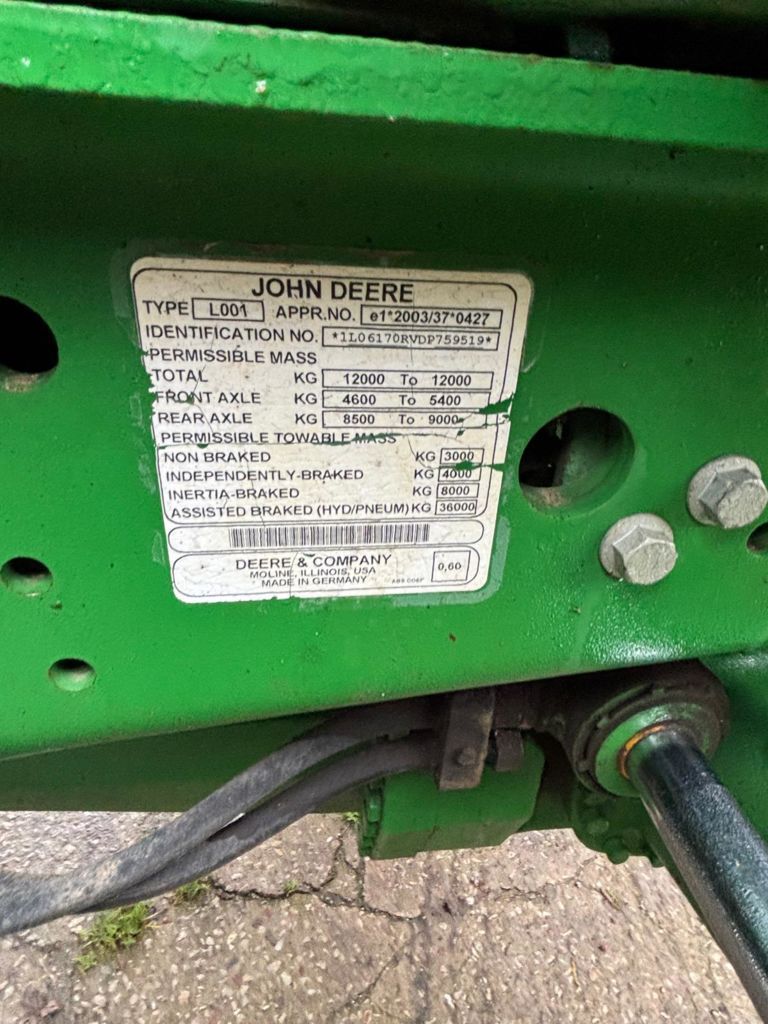 JOHN DEERE
TYPE L001 APPR.NO. e1*2003/37*0427
IDENTIFICATION NO. *1L06170RVDP759519*
PERMISSIBLE MASS
TOTAL KG 12000 To 12000
FRONT AXLE KG 4600 To 5400
REAR AXLE KG 8500 To 9000
PERMISSIBLE TOWABLE MASS
NON BRAKED KG 3000
INDEPENDENTLY-BRAKED KG 4000
INERTIA-BRAKED KG 8000
ASSISTED BRAKED (HYD/PNEUM) KG 36000
DEERE & COMPANY 0,60
MOLINE, ILLINOIS, USA
MADE IN GERMANY